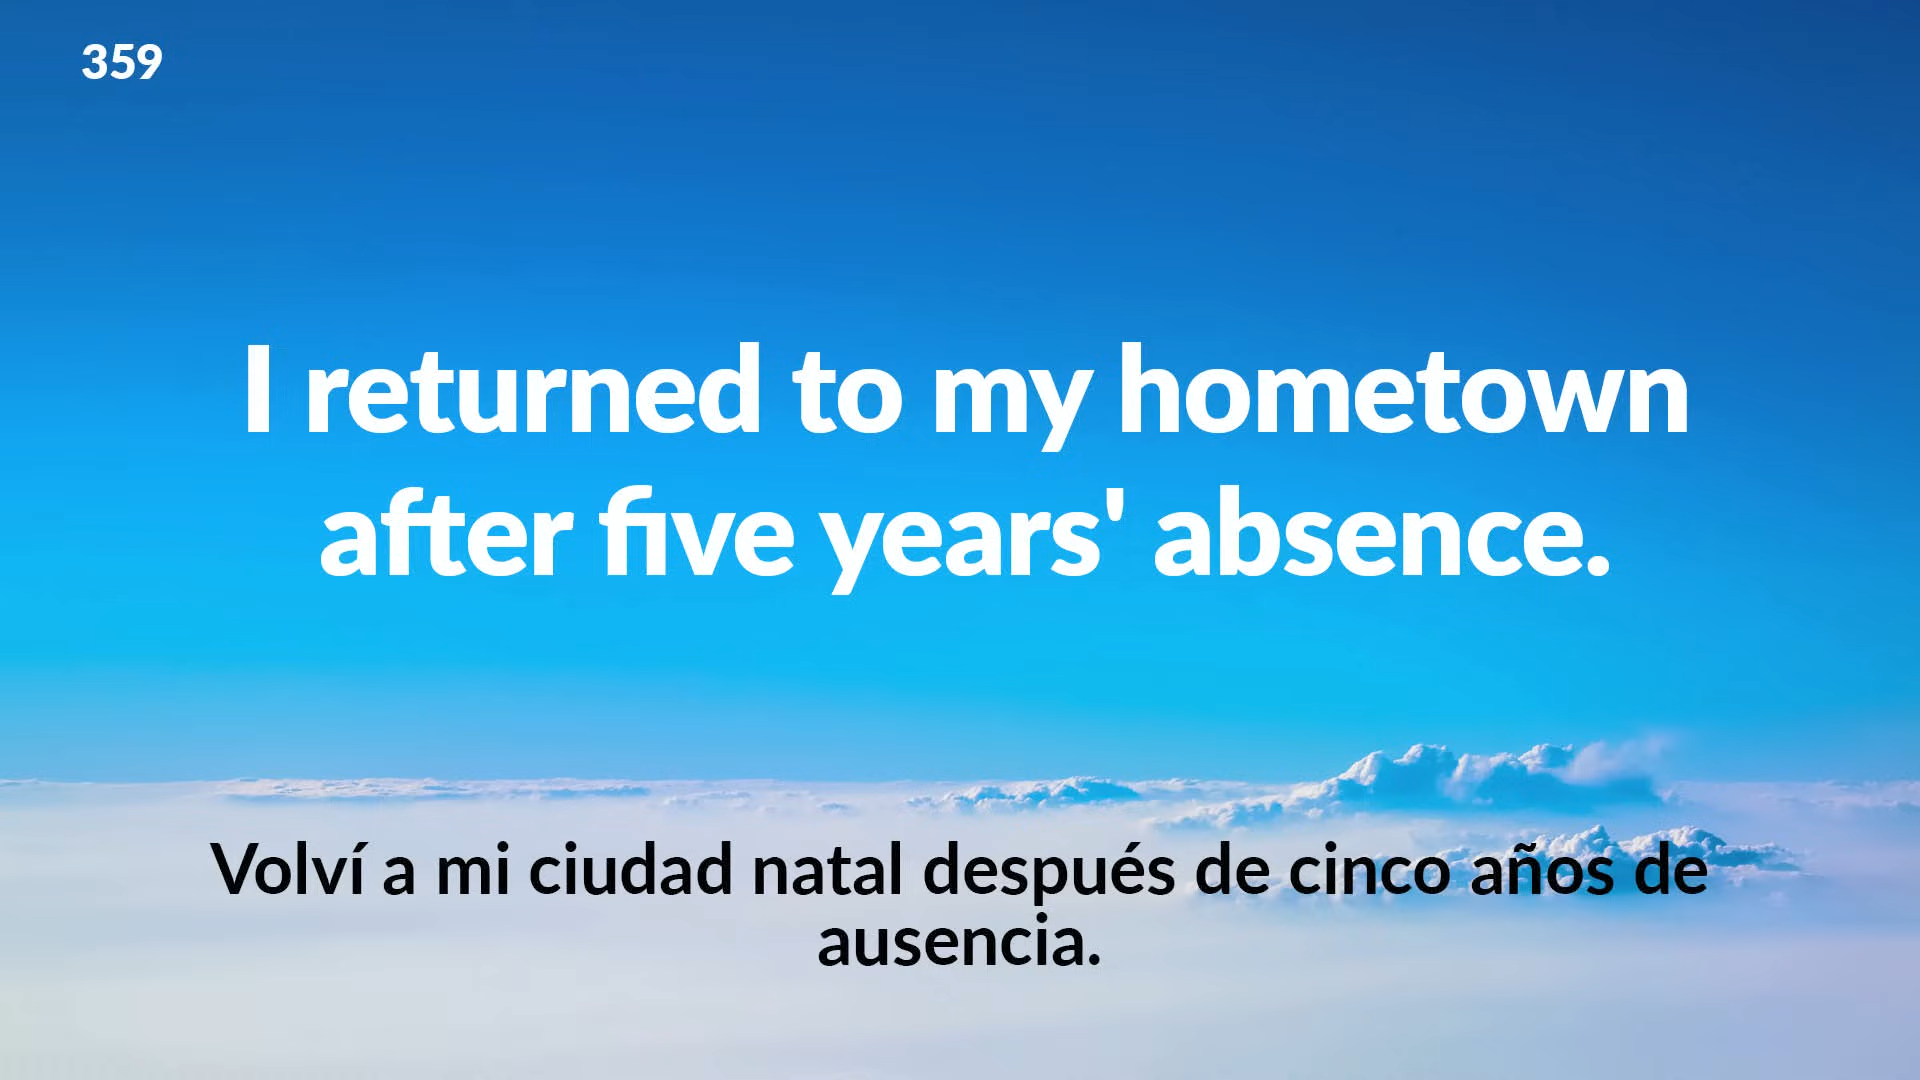 359
I returned to my hometown
after five years' absence.
Volví a mi ciudad natal después de cinco años de
ausencia.